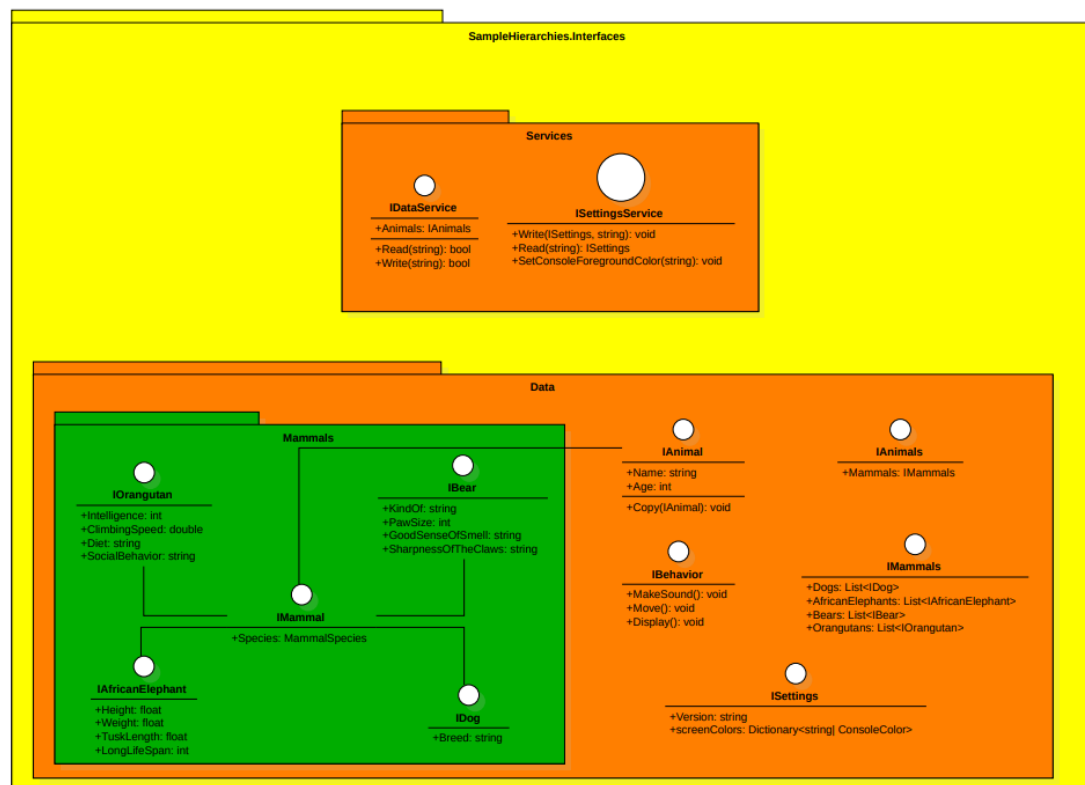 SampleHierarchies.Interfaces
Services
IDataService
+Animals: IAnimals
+Read(string): bool
+Write(string): bool
ISettingsService
+Write(ISettings, string): void
+Read(string): ISettings
+SetConsoleForegroundColor(string): void
Data
Mammals
IOrangutan
+Intelligence: int
+ClimbingSpeed: double
+Diet: string
+SocialBehavior: string
IBear
+KindOf: string
+PawSize: int
+GoodSenseOfSmell: string
+SharpnessOfTheClaws: string
IMammal
+Species: MammalSpecies
IAfricanElephant
+Height: float
+Weight: float
+TuskLength: float
+LongLifeSpan: int
IDog
+Breed: string
IAnimal
+Name: string
+Age: int
+Copy(IAnimal): void
IAnimals
+Mammals: IMammals
IBehavior
+MakeSound(): void
+Move(): void
+Display(): void
IMammals
+Dogs: List<IDog>
+AfricanElephants: List<IAfricanElephant>
+Bears: List<IBear>
+Orangutans: List<IOrangutan>
ISettings
+Version: string
+screenColors: Dictionary<string| ConsoleColor>